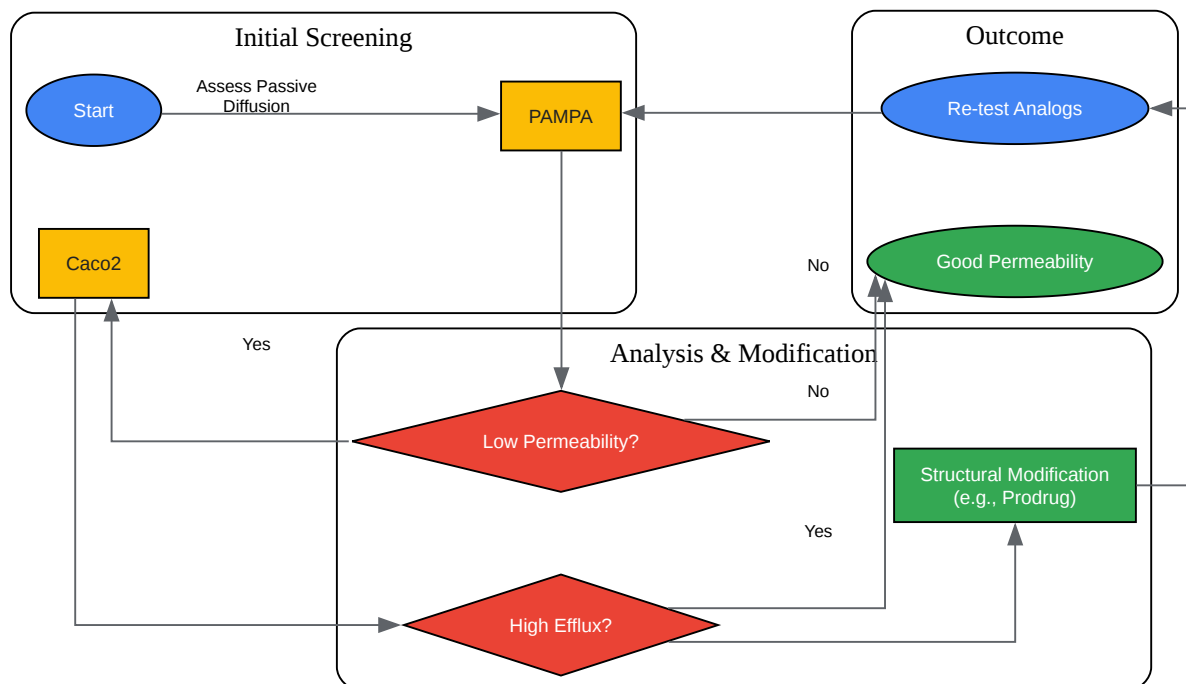 Initial Screening
Outcome
Start
Assess Passive
Diffusion
PAMPA
Re-test Analogs
Caco2
No
Good Permeability
Yes
Analysis & Modification
No
Low Permeability?
Structural Modification
(e.g., Prodrug)
Yes
High Efflux?